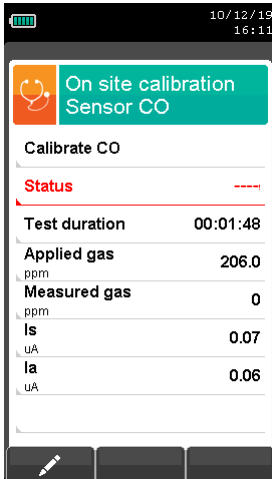 10/12/19
16:11
On site calibration
Sensor CO
Calibrate CO
Status ----
Test duration 00:01:48
Applied gas 206.0
ppm
Measured gas 0
ppm
Is 0.07
uA
Ia 0.06
uA